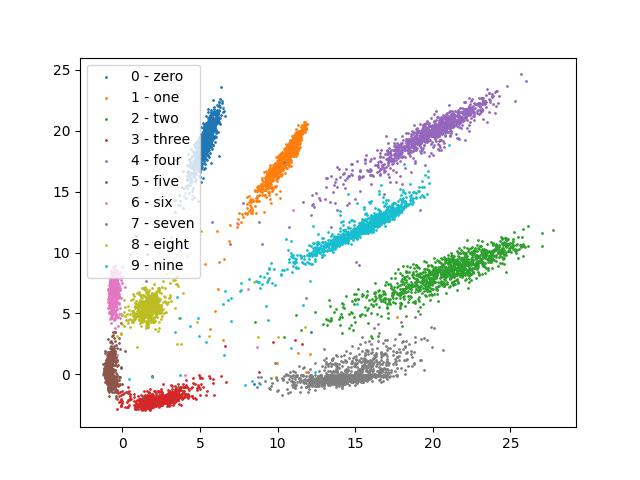 25
20
15
10
5
0
0 - zero
1 - one
2 - two
3 - three
4 - four
5 - five
6 - six
7 - seven
8 - eight
9 - nine
0 5 10 15 20 25